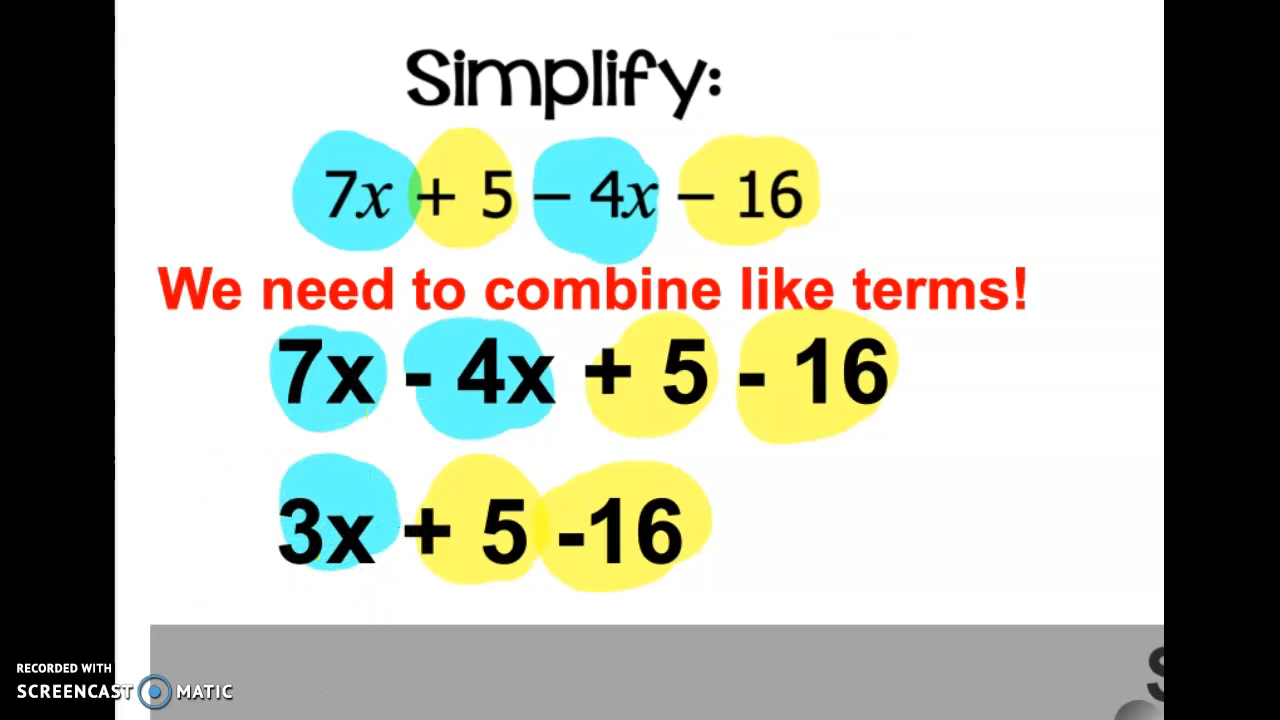 Simplify:
7x + 5 − 4x − 16
We need to combine like terms!
7x - 4x + 5 - 16
3x + 5 -16
RECORDED WITH
SCREENCAST MATIC